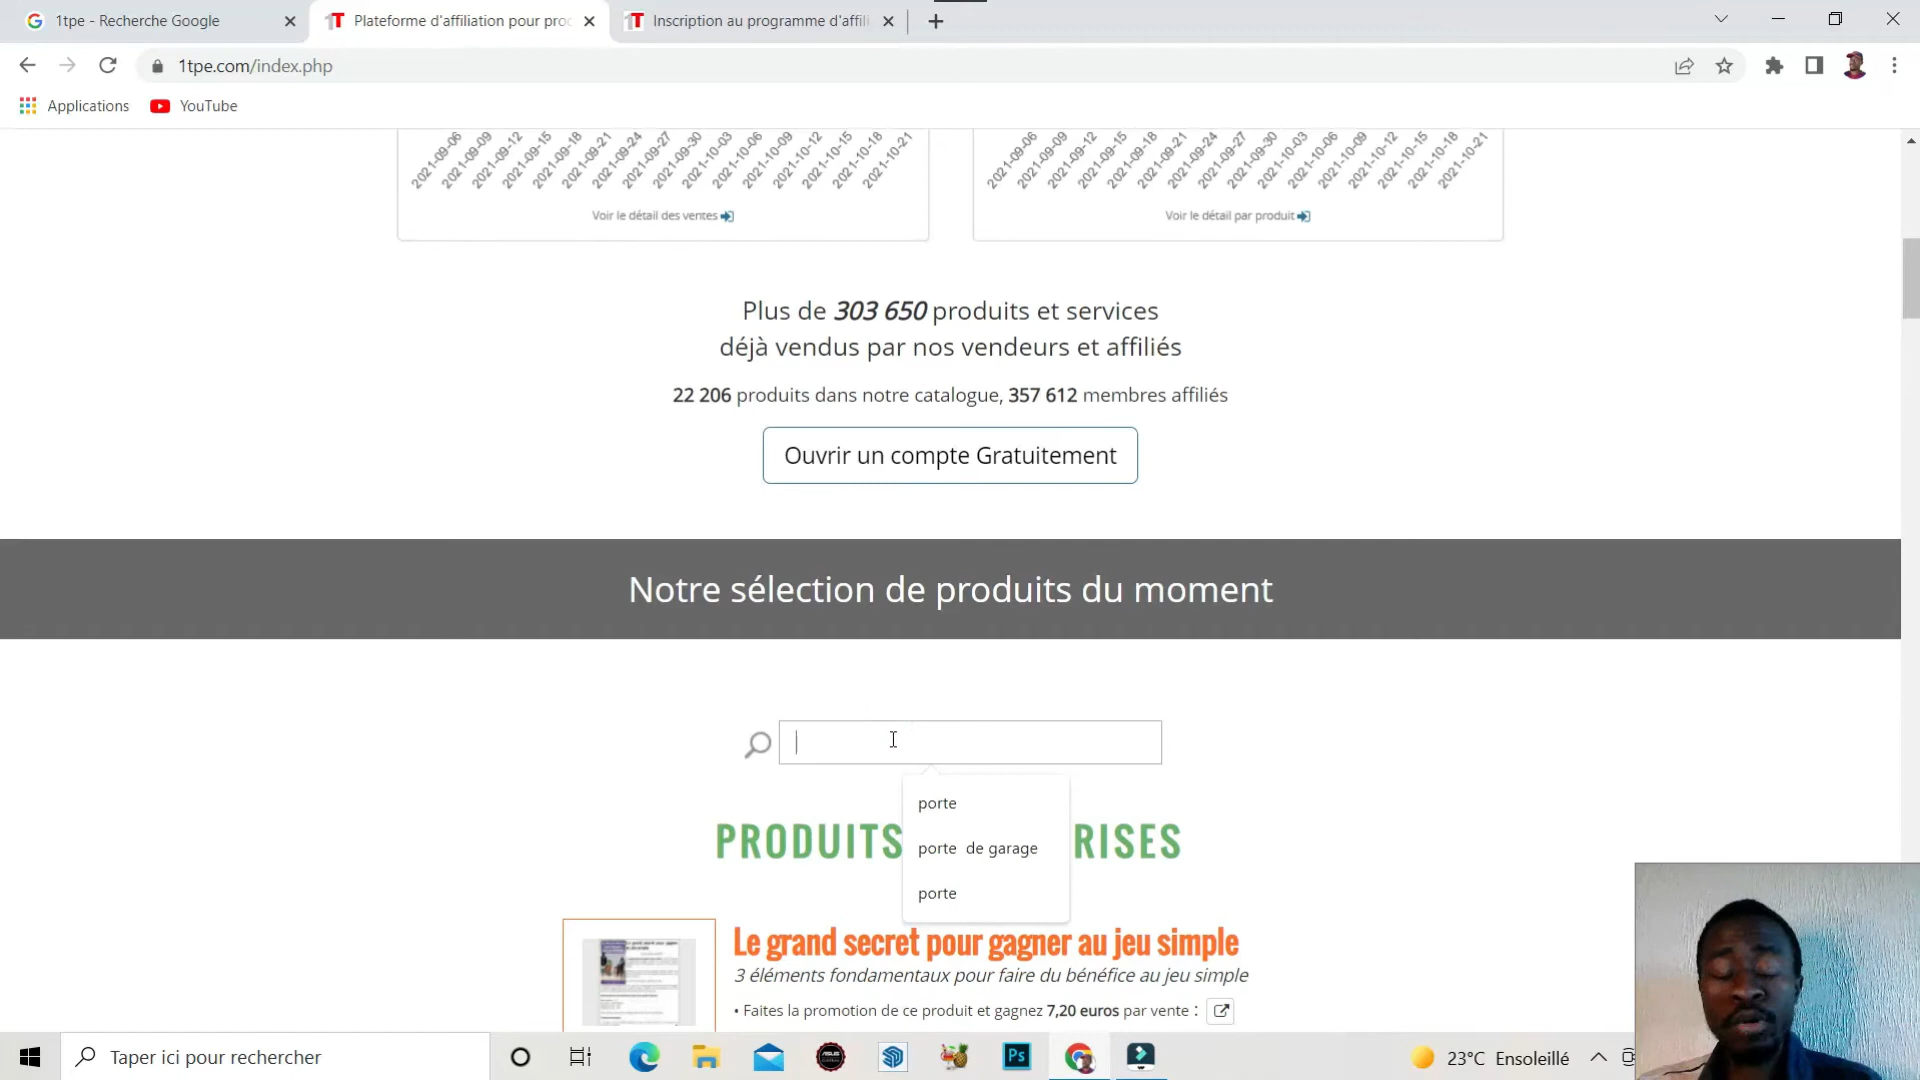 1tpe - Recherche Google
Plateforme d'affiliation pour proc
Inscription au programme d'affili
1tpe.com/index.php
Applications
YouTube
2021-09-06 2021-09-09 2021-09-12 2021-09-15 2021-09-18 2021-09-21 2021-09-24 2021-09-27 2021-09-30 2021-10-03 2021-10-06 2021-10-09 2021-10-12 2021-10-15 2021-10-18 2021-10-21
2021-09-06 2021-09-09 2021-09-12 2021-09-15 2021-09-18 2021-09-21 2021-09-24 2021-09-27 2021-09-30 2021-10-03 2021-10-06 2021-10-09 2021-10-12 2021-10-15 2021-10-18 2021-10-21
Voir le détail des ventes
Voir le détail par produit
Plus de 303 650 produits et services
déjà vendus par nos vendeurs et affiliés
22 206 produits dans notre catalogue, 357 612 membres affiliés
Ouvrir un compte Gratuitement
Notre sélection de produits du moment
porte
PRODUITS RISES
porte de garage
porte
Le grand secret pour gagner au jeu simple
3 éléments fondamentaux pour faire du bénéfice au jeu simple
• Faites la promotion de ce produit et gagnez 7,20 euros par vente :
Taper ici pour rechercher
Ps
23°C Ensoleillé